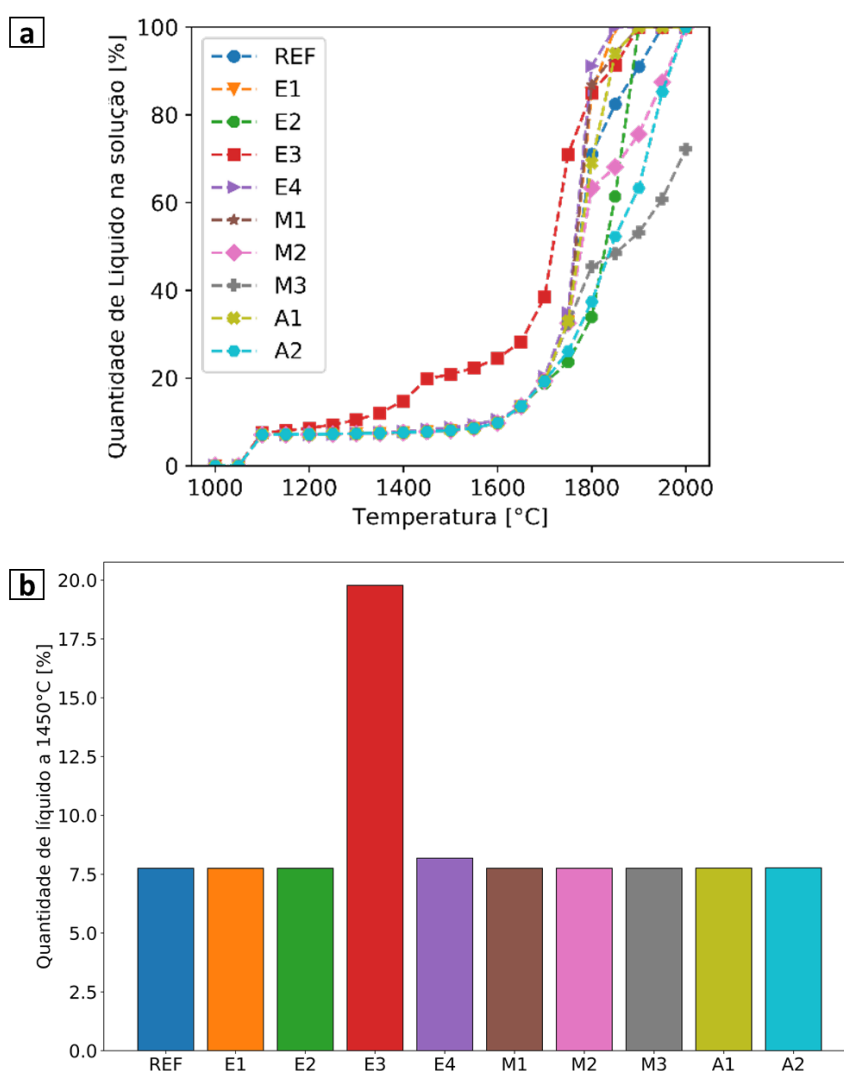 a
Quantidade de Líquido na solução [%]
100
80
60
40
20
0
REF
E1
E2
E3
E4
M1
M2
M3
A1
A2
1000 1200 1400 1600 1800 2000
Temperatura [°C]
b
Quantidade de líquido a 1450°C [%]
20.0
17.5
15.0
12.5
10.0
7.5
5.0
2.5
0.0
REF E1 E2 E3 E4 M1 M2 M3 A1 A2